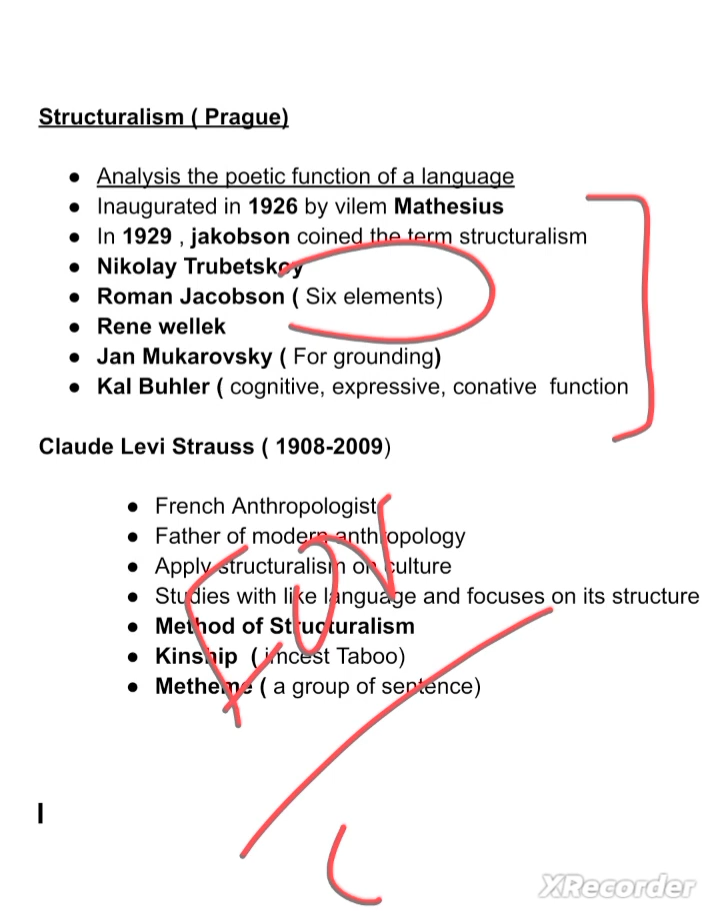 Structuralism ( Prague)
● Analysis the poetic function of a language
● Inaugurated in 1926 by vilem Mathesius
● In 1929 , jakobson coined the term structuralism
● Nikolay Trubetskoy
● Roman Jacobson ( Six elements)
● Rene wellek
● Jan Mukarovsky ( For grounding)
● Kal Buhler ( cognitive, expressive, conative function
Claude Levi Strauss ( 1908-2009)
● French Anthropologist
● Father of modern anthropology
● Apply structuralism on culture
● Studies with like language and focuses on its structure
● Method of Structuralism
● Kinship ( imcest Taboo)
● Metheme ( a group of sentence)
XRecorder